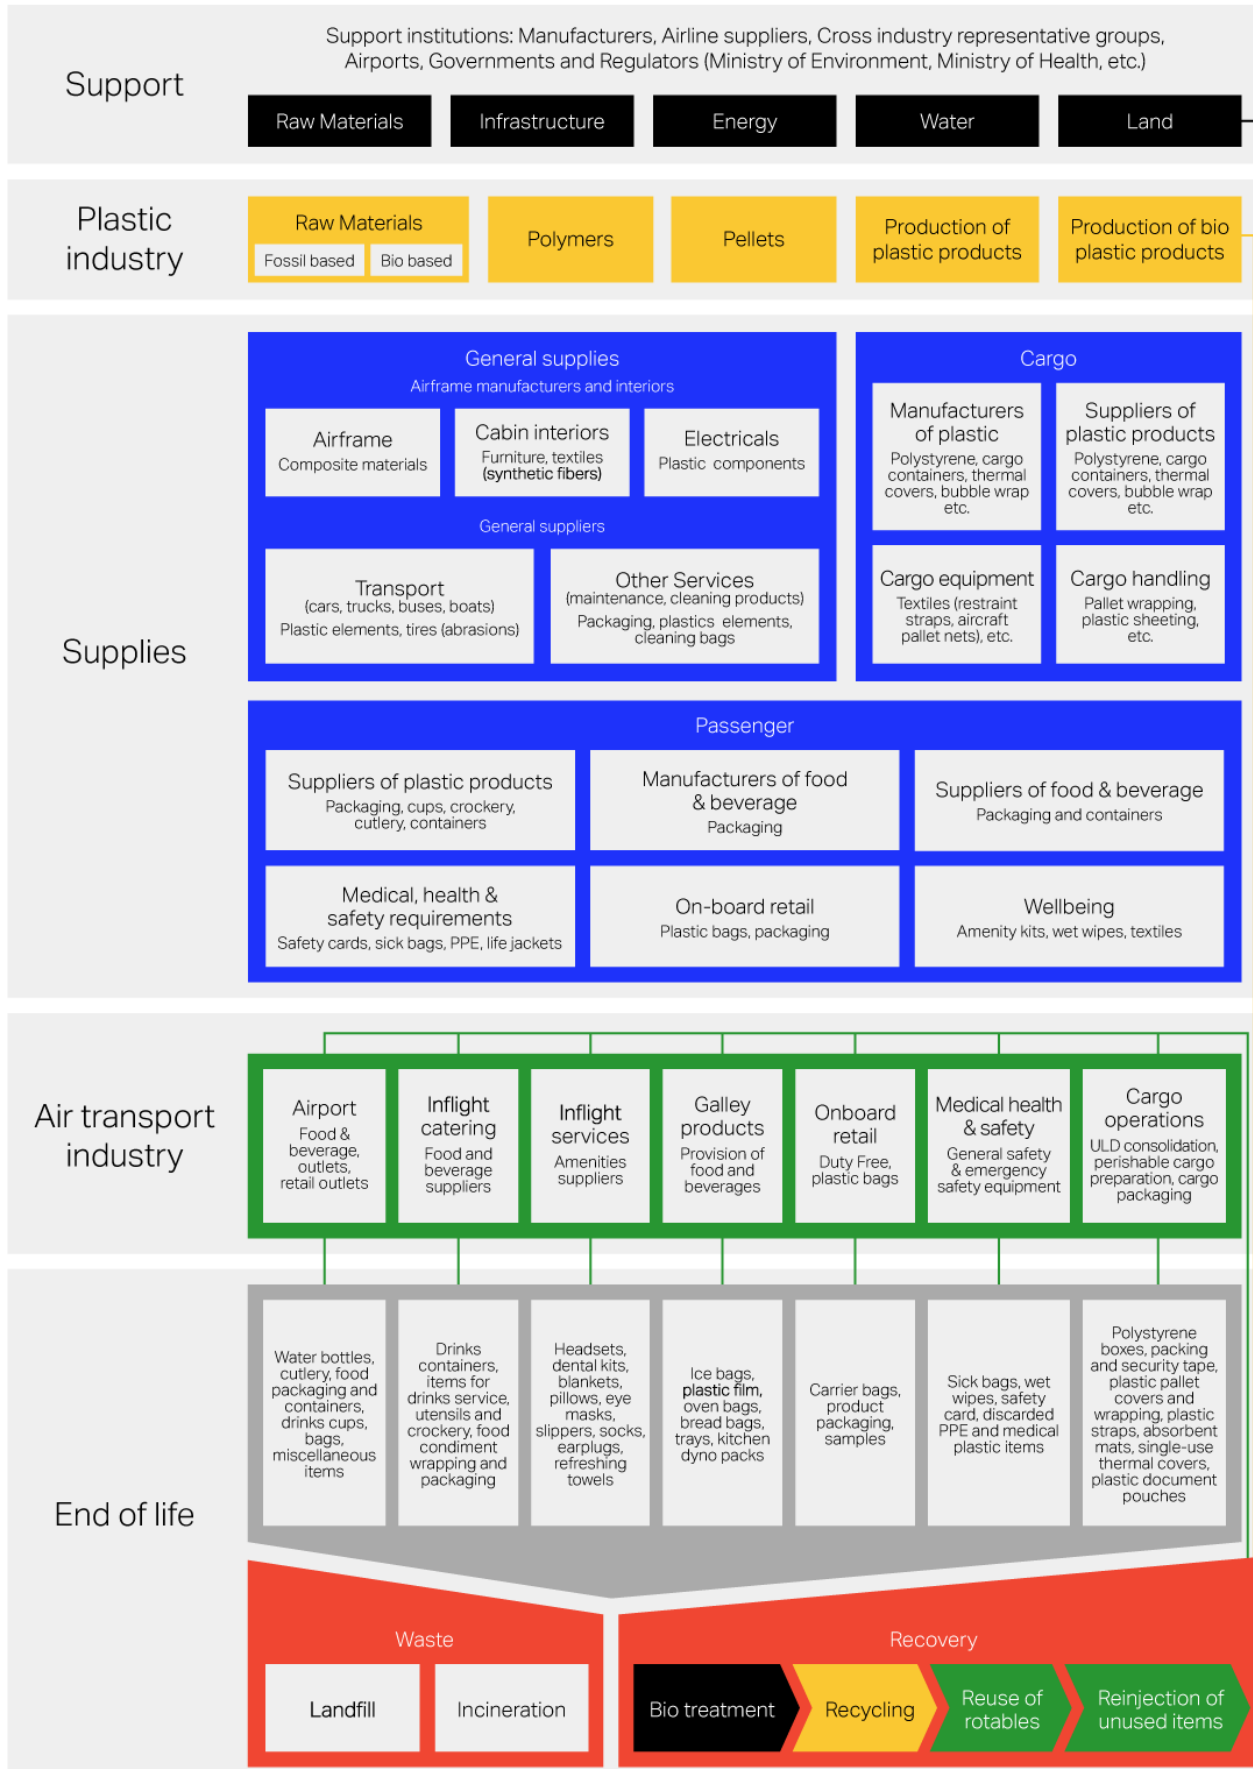 Support
Support institutions: Manufacturers, Airline suppliers, Cross industry representative groups,
Airports, Governments and Regulators (Ministry of Environment, Ministry of Health, etc.)
Raw Materials
Infrastructure
Energy
Water
Land
Plastic
industry
Raw Materials
Fossil based
Bio based
Polymers
Pellets
Production of
plastic products
Production of bio
plastic products
Supplies
General supplies
Airframe manufacturers and interiors
Airframe
Composite materials
Cabin interiors
Furniture, textiles
(synthetic fibers)
Electricals
Plastic components
General suppliers
Transport
(cars, trucks, buses, boats)
Plastic elements, tires (abrasions)
Other Services
(maintenance, cleaning products)
Packaging, plastics elements,
cleaning bags
Cargo
Manufacturers
of plastic
Polystyrene, cargo
containers, thermal
covers, bubble wrap
etc.
Suppliers of
plastic products
Polystyrene, cargo
containers, thermal
covers, bubble wrap
etc.
Cargo equipment
Textiles (restraint
straps, aircraft
pallet nets), etc.
Cargo handling
Pallet wrapping,
plastic sheeting,
etc.
Passenger
Suppliers of plastic products
Packaging, cups, crockery,
cutlery, containers
Manufacturers of food
& beverage
Packaging
Suppliers of food & beverage
Packaging and containers
Medical, health &
safety requirements
Safety cards, sick bags, PPE, life jackets
On-board retail
Plastic bags, packaging
Wellbeing
Amenity kits, wet wipes, textiles
Air transport
industry
Airport
Food &
beverage,
outlets,
retail outlets
Inflight
catering
Food and
beverage
suppliers
Inflight
services
Amenities
suppliers
Galley
products
Provision of
food and
beverages
Onboard
retail
Duty Free,
plastic bags
Medical health
& safety
General safety
& emergency
safety equipment
Cargo
operations
ULD consolidation,
perishable cargo
preparation, cargo
packaging
End of life
Water bottles,
cutlery, food
packaging and
containers,
drinks cups,
bags,
miscellaneous
items
Drinks
containers,
items for
drinks service,
utensils and
crockery, food
condiment
wrapping and
packaging
Headsets,
dental kits,
blankets,
pillows, eye
masks,
slippers, socks,
earplugs,
refreshing
towels
Ice bags,
plastic film,
oven bags,
bread bags,
trays, kitchen
dyno packs
Carrier bags,
product
packaging,
samples
Sick bags, wet
wipes, safety
card, discarded
PPE and medical
plastic items
Polystyrene
boxes, packing
and security tape,
plastic pallet
covers and
wrapping, plastic
straps, absorbent
mats, single-use
thermal covers,
plastic document
pouches
Waste
Landfill
Incineration
Recovery
Bio treatment
Recycling
Reuse of
rotables
Reinjection of
unused items